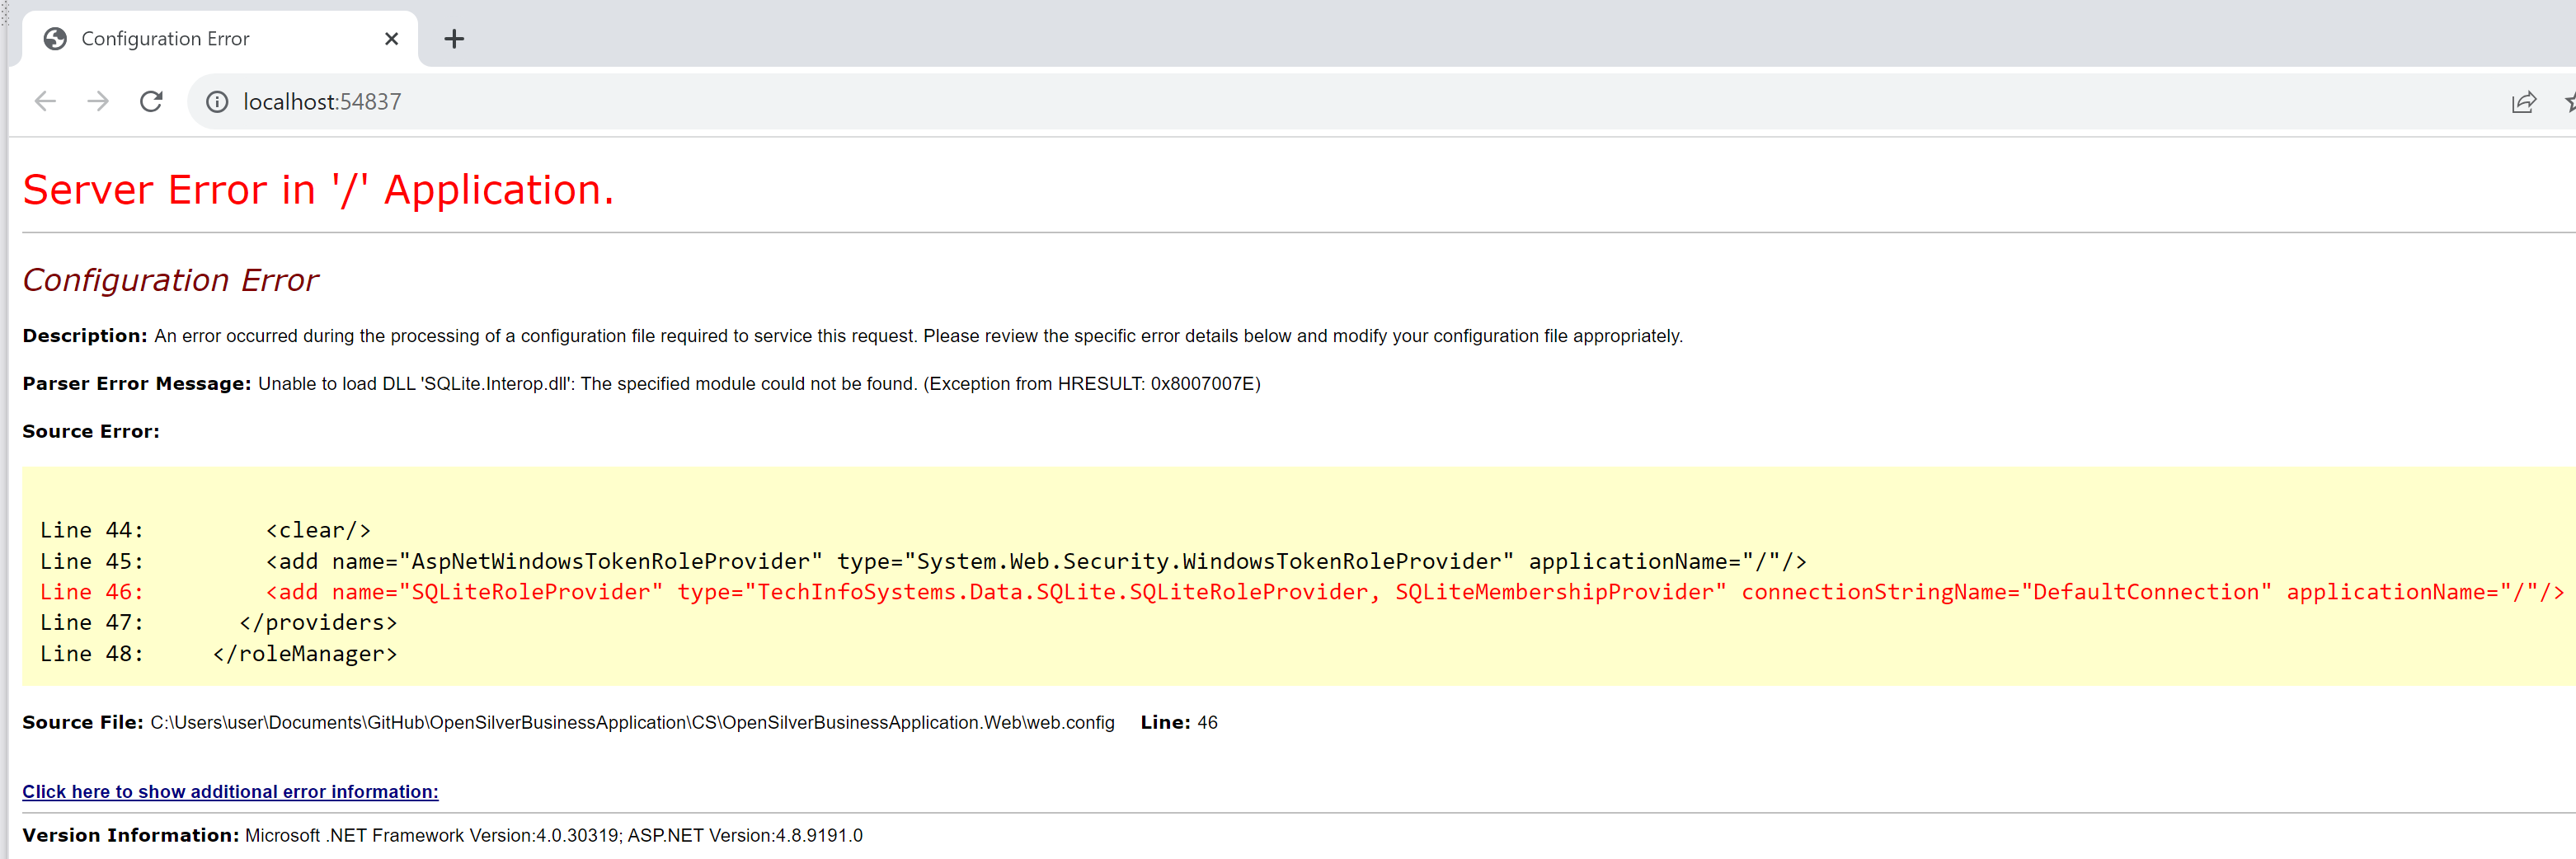 Configuration Error
localhost:54837
Server Error in '/' Application.
Configuration Error
Description: An error occurred during the processing of a configuration file required to service this request. Please review the specific error details below and modify your configuration file appropriately.
Parser Error Message: Unable to load DLL 'SQLite.Interop.dll': The specified module could not be found. (Exception from HRESULT: 0x8007007E)
Source Error:
Line 44:         <clear/>
Line 45:         <add name="AspNetWindowsTokenRoleProvider" type="System.Web.Security.WindowsTokenRoleProvider" applicationName="/"/>
Line 46:         <add name="SQLiteRoleProvider" type="TechInfoSystems.Data.SQLite.SQLiteRoleProvider, SQLiteMembershipProvider" connectionStringName="DefaultConnection" applicationName="/"/>
Line 47:       </providers>
Line 48:     </roleManager>
Source File: C:\Users\user\Documents\GitHub\OpenSilverBusinessApplication\CS\OpenSilverBusinessApplication.Web\web.config    Line: 46
Click here to show additional error information:
Version Information: Microsoft .NET Framework Version:4.0.30319; ASP.NET Version:4.8.9191.0